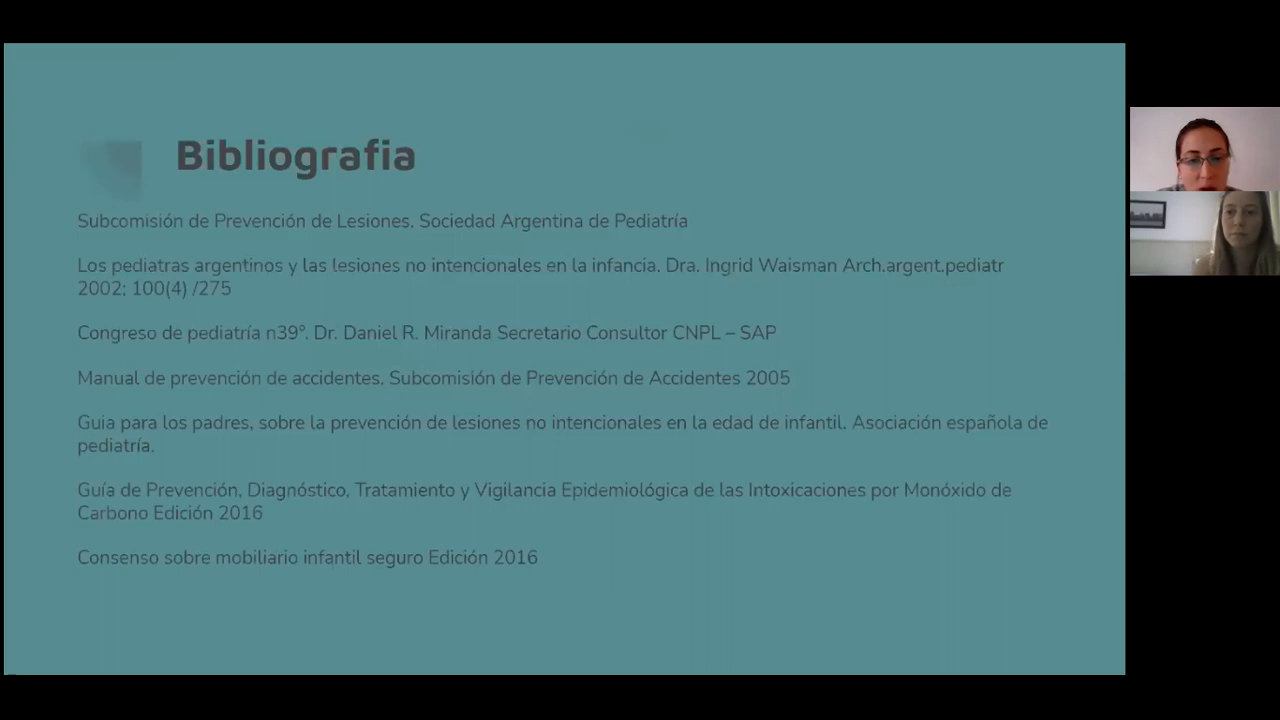 Bibliografia
Subcomisión de Prevención de Lesiones. Sociedad Argentina de Pediatría
Los pediatras argentinos y las lesiones no intencionales en la infancia. Dra. Ingrid Waisman Arch.argent.pediatr
2002; 100(4) /275
Congreso de pediatría n39°. Dr. Daniel R. Miranda Secretario Consultor CNPL – SAP
Manual de prevención de accidentes. Subcomisión de Prevención de Accidentes 2005
Guia para los padres, sobre la prevención de lesiones no intencionales en la edad de infantil. Asociación española de
pediatría.
Guía de Prevención, Diagnóstico, Tratamiento y Vigilancia Epidemiológica de las Intoxicaciones por Monóxido de
Carbono Edición 2016
Consenso sobre mobiliario infantil seguro Edición 2016